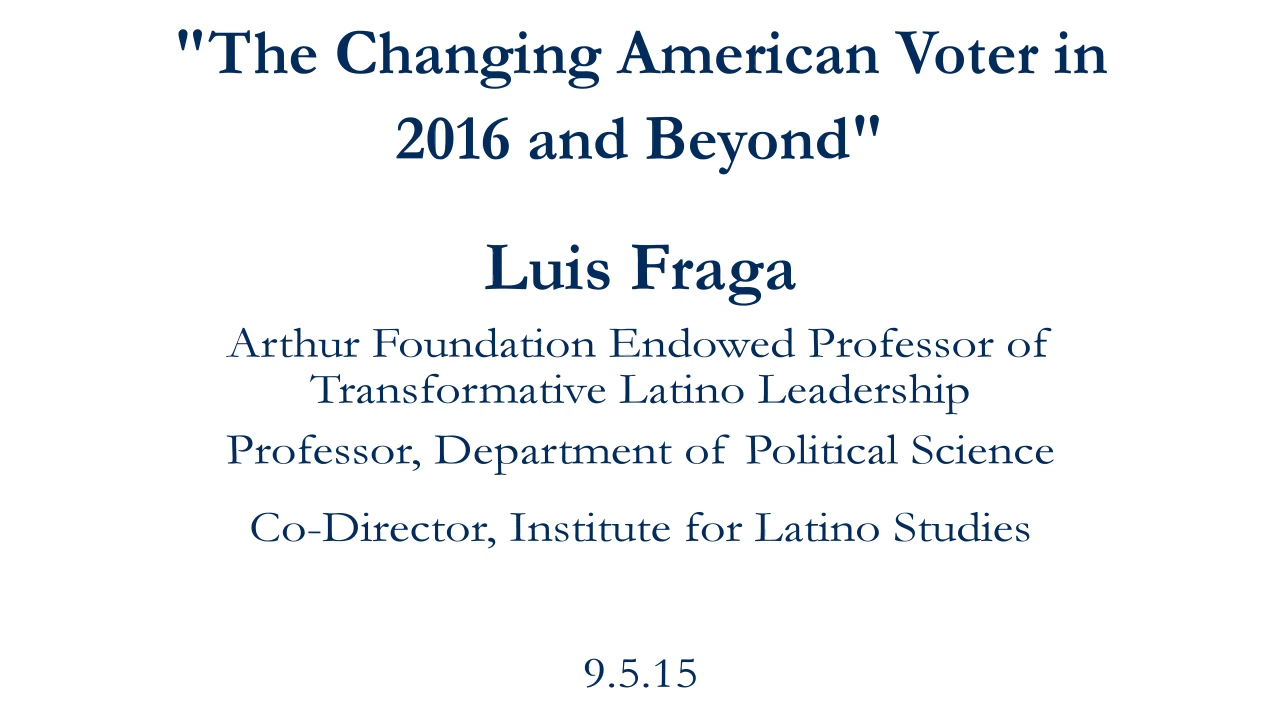 "The Changing American Voter in
2016 and Beyond"
Luis Fraga
Arthur Foundation Endowed Professor of
Transformative Latino Leadership
Professor, Department of Political Science
Co-Director, Institute for Latino Studies
9.5.15